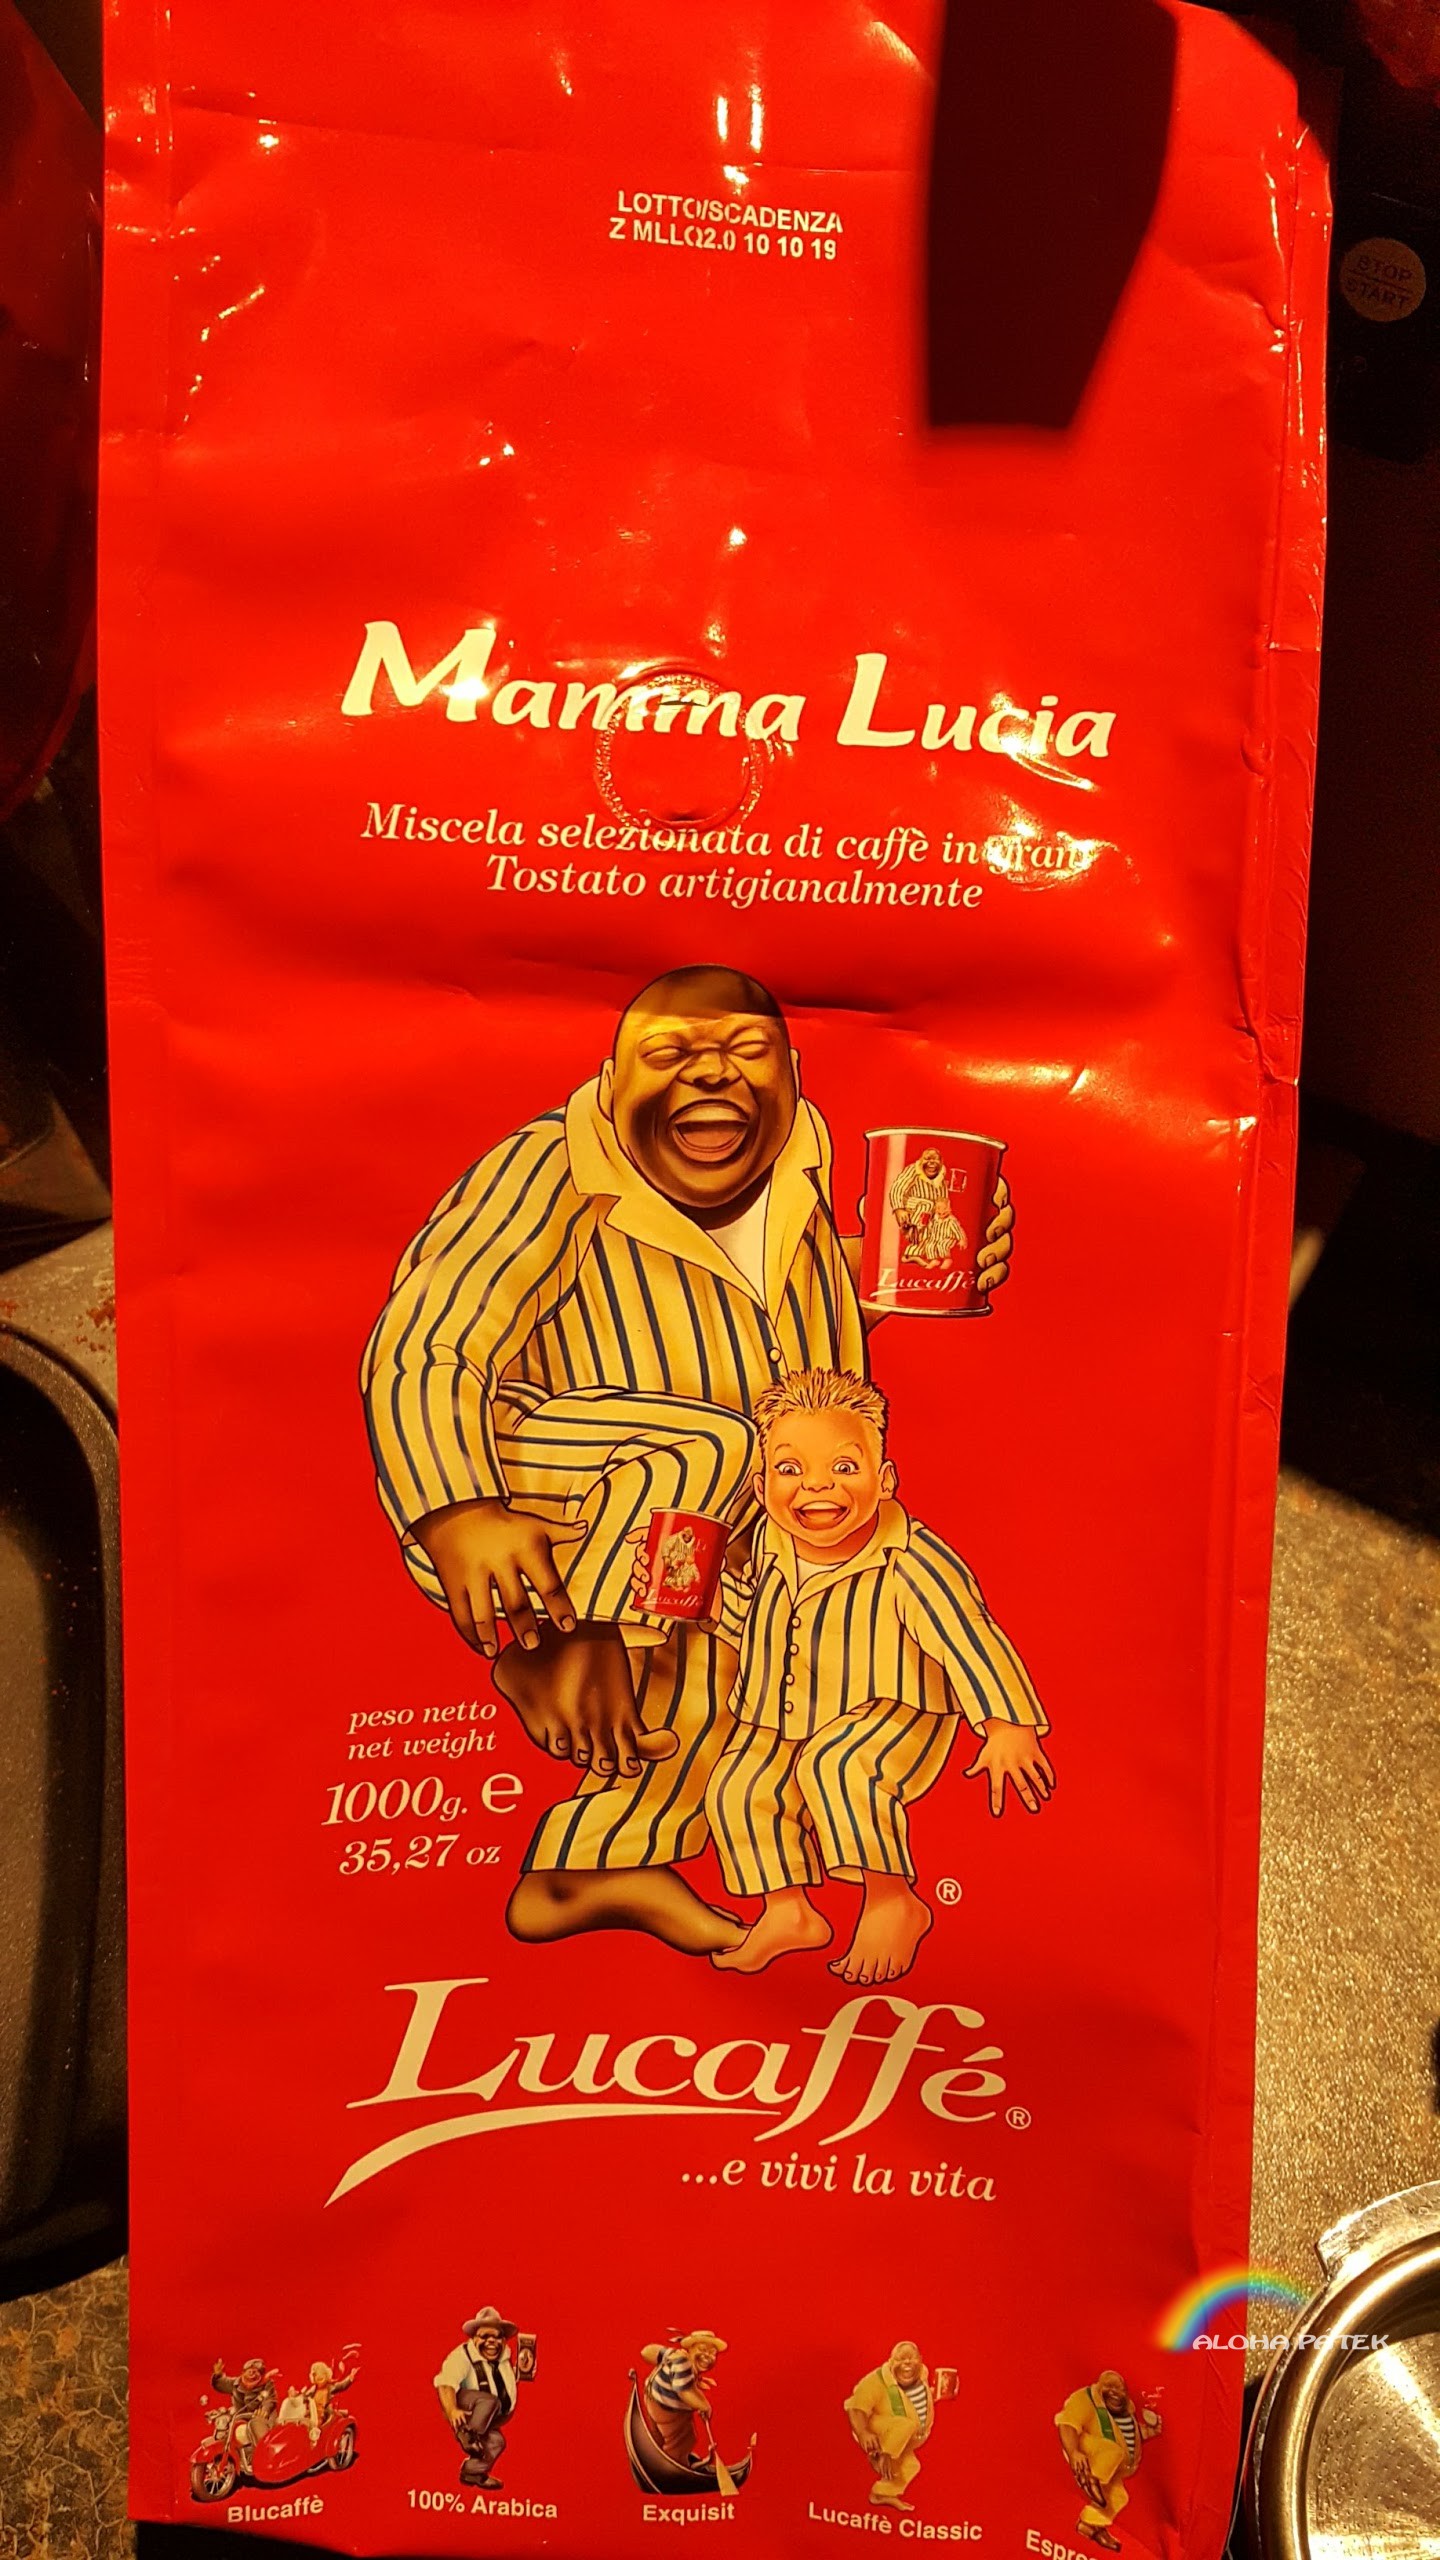 LOTTO/SCADENZA
Z MLLQ2.0 10 10 19
STOP
START
Mamma Lucia
Miscela selezionata di caffè in grani
Tostato artigianalmente
Lucaffè
Lucaffè
peso netto
net weight
1000g. e
35,27 oz
®
Lucaffé®
...e vivi la vita
ALOHA PATEK
Blucaffè
100% Arabica
Exquisit
Lucaffè Classic